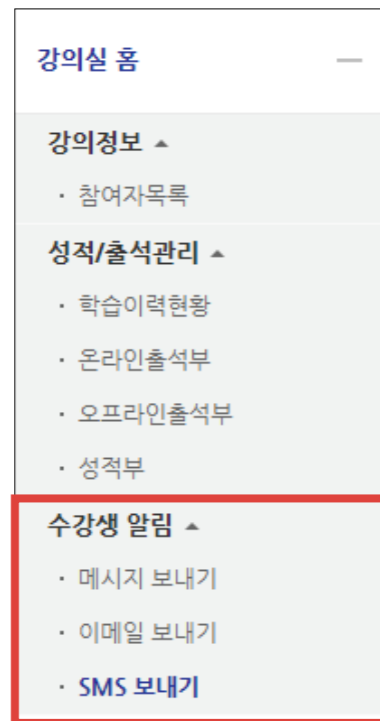 강의실 홈
강의정보 ▲
· 참여자목록
성적/출석관리 ▲
· 학습이력현황
· 온라인출석부
· 오프라인출석부
· 성적부
수강생 알림 ▲
· 메시지 보내기
· 이메일 보내기
· SMS 보내기